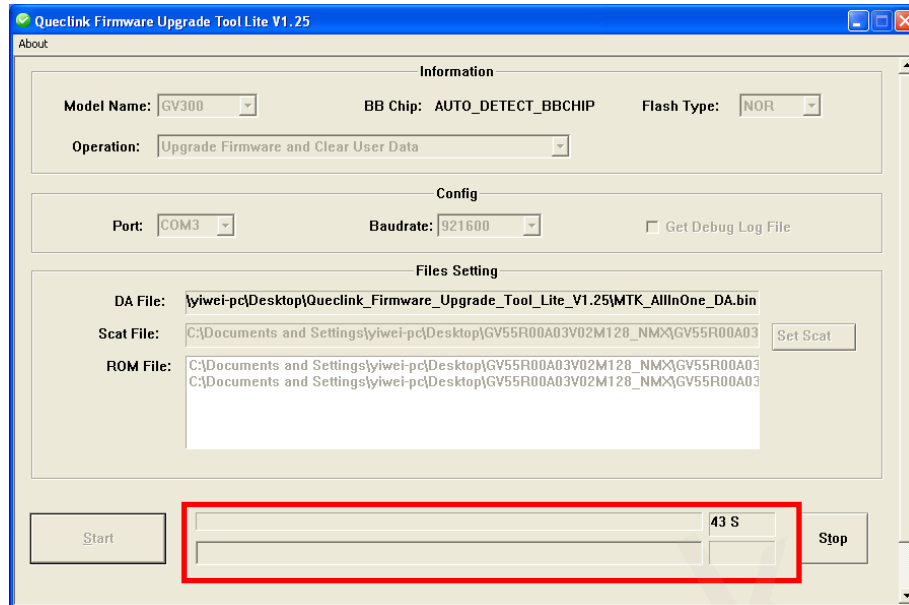 Queclink Firmware Upgrade Tool Lite V1.25
About
Information
Model Name: GV300 BB Chip: AUTO_DETECT_BBCHIP Flash Type: NOR
Operation: Upgrade Firmware and Clear User Data
Config
Port: COM3 Baudrate: 921600 Get Debug Log File
Files Setting
DA File: \yiwei-pc\Desktop\Queclink_Firmware_Upgrade_Tool_Lite_V1.25\MTK_AllInOne_DA.bin
Scat File: C:\Documents and Settings\yiwei-pc\Desktop\GV55R00A03V02M128_NMX\GV55R00A03 Set Scat
ROM File: C:\Documents and Settings\yiwei-pc\Desktop\GV55R00A03V02M128_NMX\GV55R00A03
C:\Documents and Settings\yiwei-pc\Desktop\GV55R00A03V02M128_NMX\GV55R00A03
Start 43 S Stop